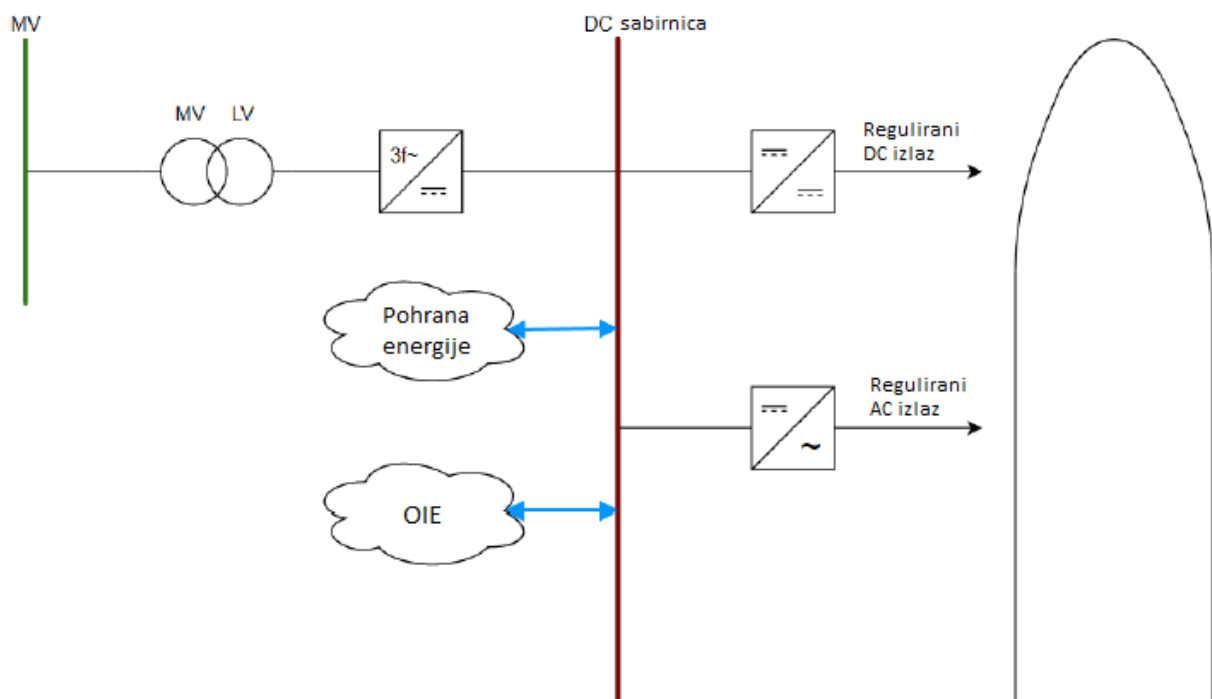 MV
DC sabirnica
MV
LV
3f~
Regulirani
DC izlaz
Pohrana
energije
Regulirani
AC izlaz
~
OIE